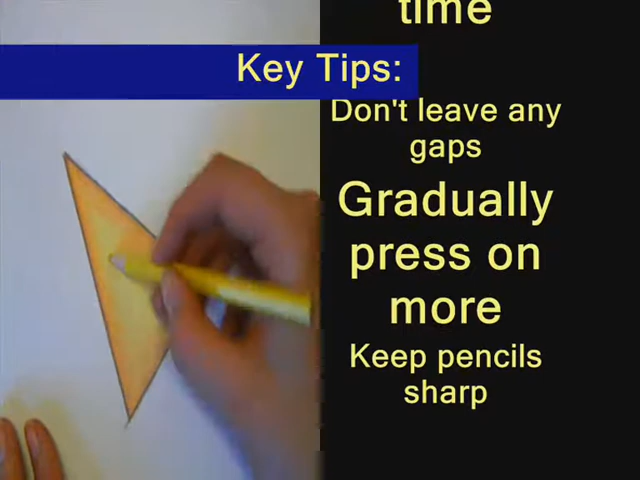 time
Key Tips:
Don't leave any
gaps
Gradually
press on
more
Keep pencils
sharp